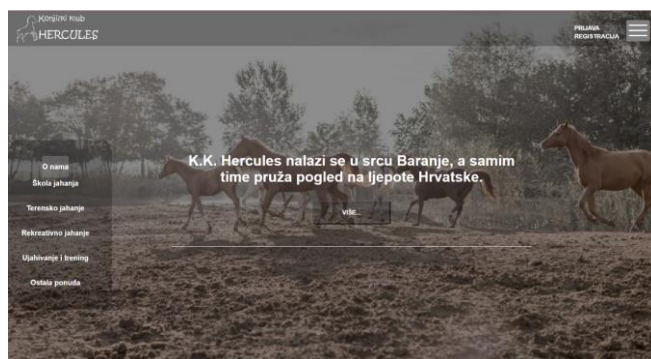 Konjički klub
HERCULES
PRIJAVA
REGISTRACIJA
K.K. Hercules nalazi se u srcu Baranje, a samim
time pruža pogled na ljepote Hrvatske.
VIŠE...
O nama
Škola jahanja
Terensko jahanje
Rekreativno jahanje
Ujahivanje i trening
Ostala ponuda